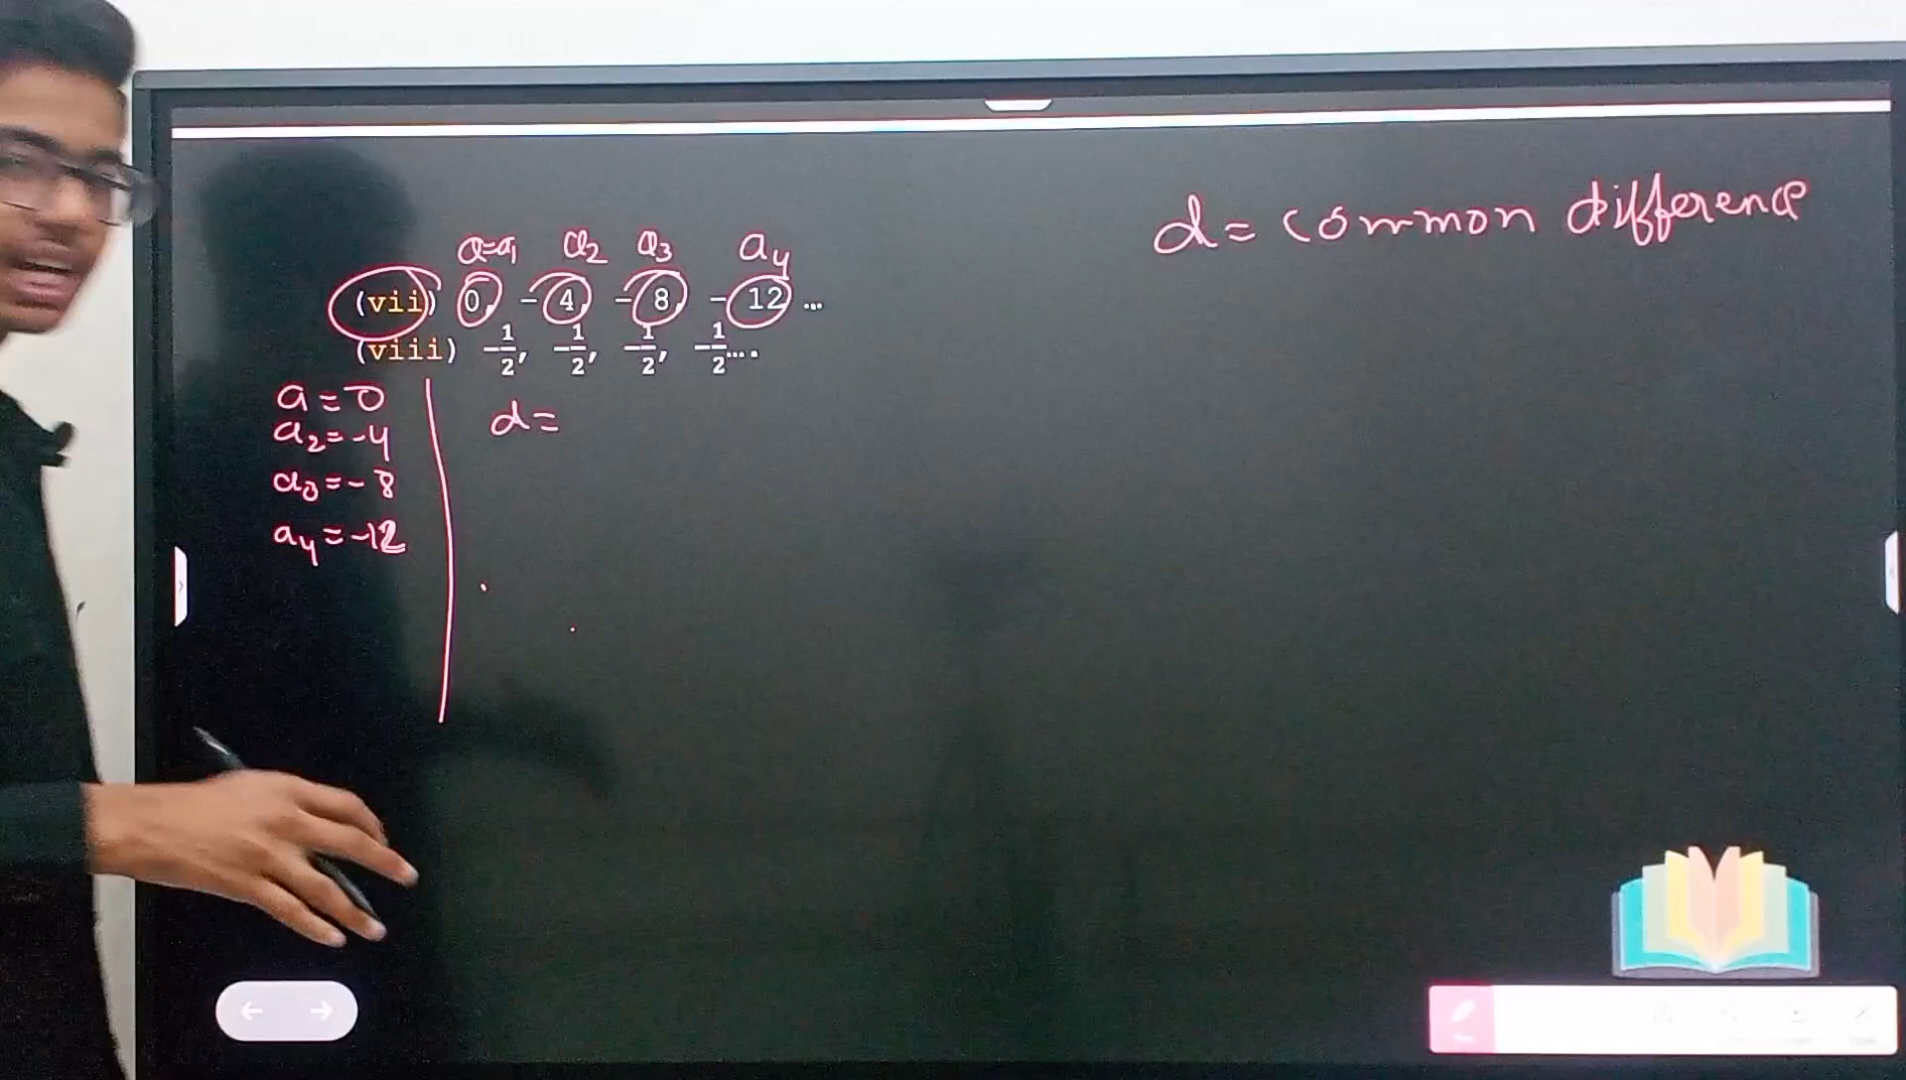 d = common difference
a=a₁ a₂ a₃ a₄
(vii) 0, -4, -8, -12 ...
(viii) -1/2, -1/2, -1/2, -1/2....
a = 0
a₂ = -4
a₃ = -8
a₄ = -12
d =